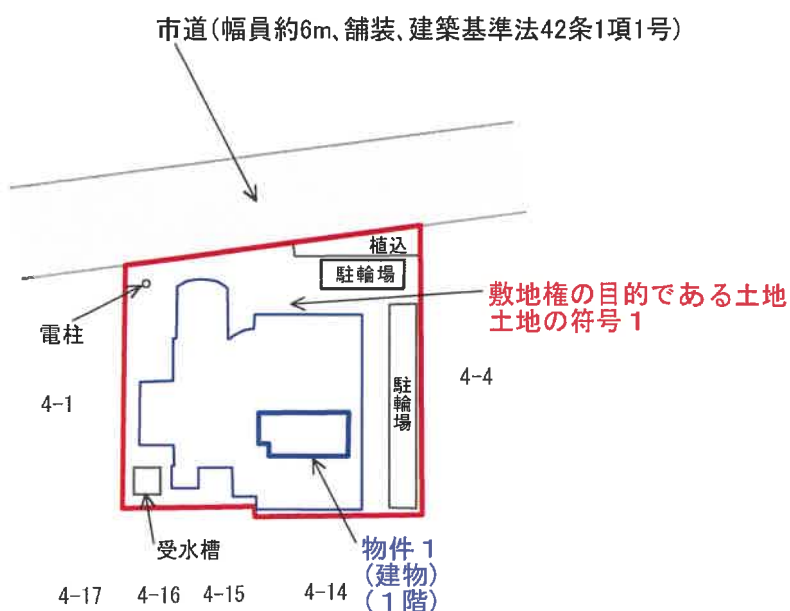 市道(幅員約6m、舗装、建築基準法42条1項1号)
植込
駐輪場
敷地権の目的である土地
土地の符号1
電柱
4-1
駐輪場
4-4
受水槽
物件1
(建物)
(1階)
4-17
4-16
4-15
4-14